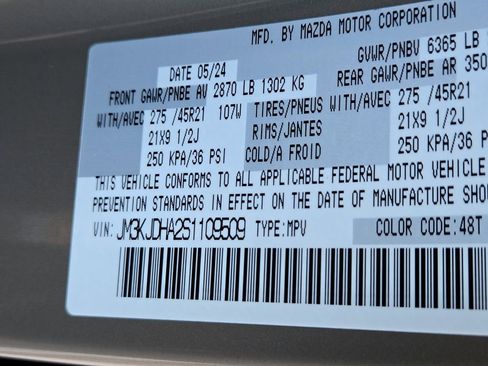 MFD. BY MAZDA MOTOR CORPORATION
DATE 05/24 GVWR/PNBV 6365 LB
FRONT GAWR/PNBE AV 2870 LB 1302 KG REAR GAWR/PNBE AR 350
WITH/AVEC 275 /45R21 107W TIRES/PNEUS WITH/AVEC 275 /45R21
21X9 1/2J RIMS/JANTES 21X9 1/2J
250 KPA/36 PSI COLD/A FROID 250 KPA/36 PSI
THIS VEHICLE CONFORMS TO ALL APPLICABLE FEDERAL MOTOR VEHICLE
PREVENTION STANDARDS IN EFFECT ON THE DATE OF MANUFACTURE SHO
VIN: JM3KJDHA2S1109509 TYPE:MPV COLOR CODE:48T